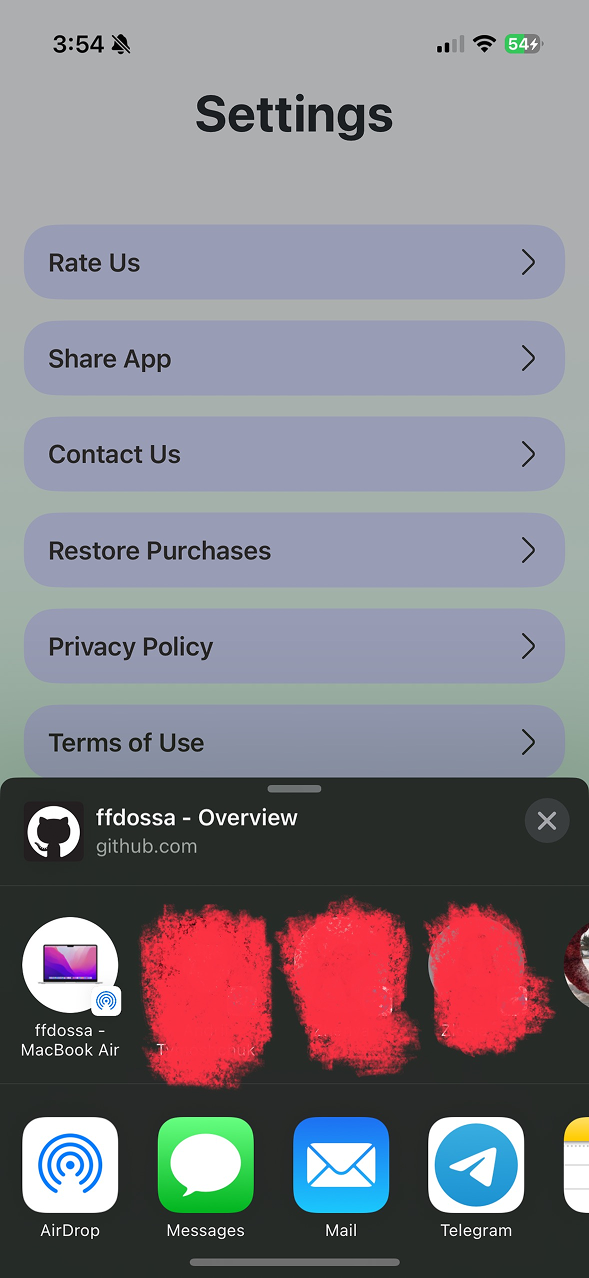 3:54
54
Settings
Rate Us
Share App
Contact Us
Restore Purchases
Privacy Policy
Terms of Use
ffdossa - Overview
github.com
ffdossa -
MacBook Air
AirDrop
Messages
Mail
Telegram